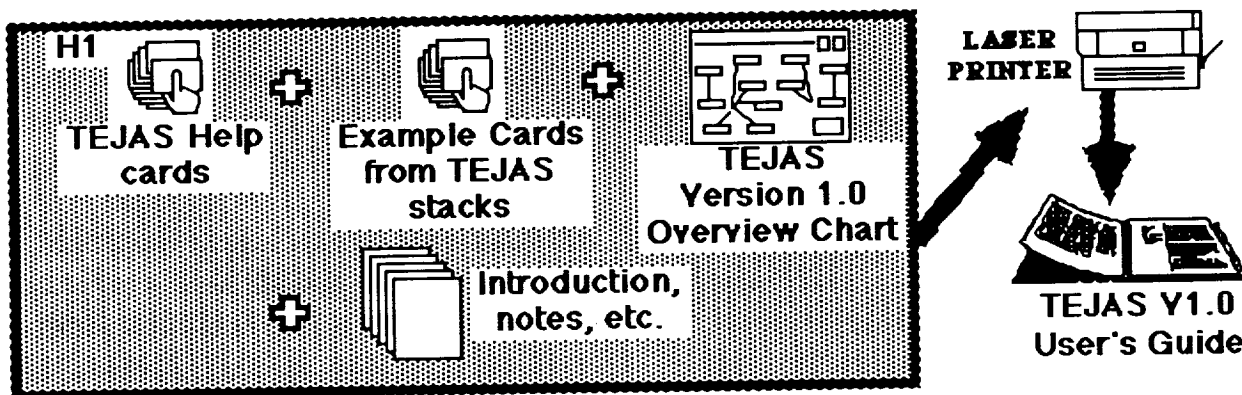 H1
TEJAS Help
cards
Example Cards
from TEJAS
stacks
TEJAS
Version 1.0
Overview Chart
Introduction,
notes, etc.
LASER
PRINTER
TEJAS V1.0
User's Guide